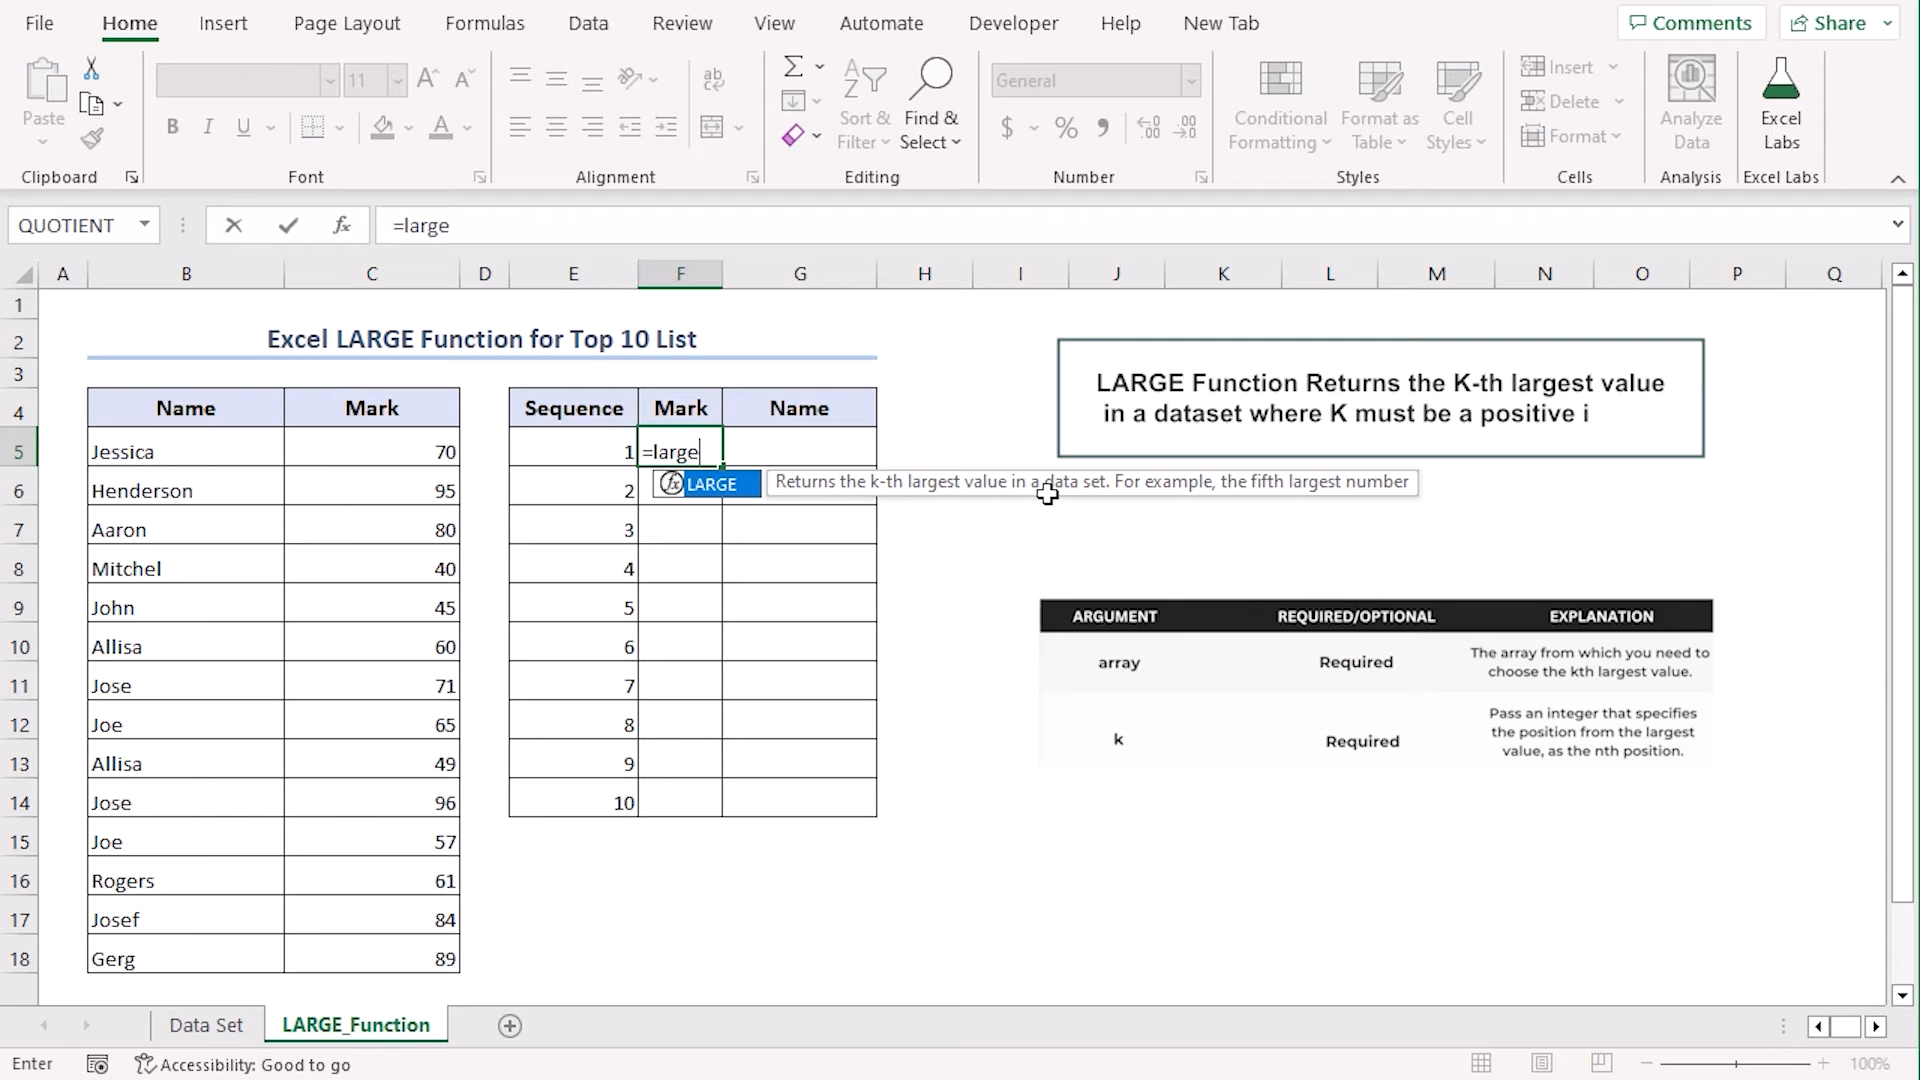 File Home Insert Page Layout Formulas Data Review View Automate Developer Help New Tab Comments Share
11 General
Paste Sort & Filter Find & Select Conditional Formatting Format as Table Cell Styles Insert Delete Format Analyze Data Excel Labs
Clipboard Font Alignment Editing Number Styles Cells Analysis Excel Labs
QUOTIENT fx =large
A B C D E F G H I J K L M N O P Q
1
2 Excel LARGE Function for Top 10 List
LARGE Function Returns the K-th largest value
in a dataset where K must be a positive i
3
4 Name Mark Sequence Mark Name
5 Jessica 70 1 =large
fx LARGE Returns the k-th largest value in a data set. For example, the fifth largest number
6 Henderson 95 2
7 Aaron 80 3
8 Mitchel 40 4
9 John 45 5
10 Allisa 60 6
11 Jose 71 7
12 Joe 65 8
13 Allisa 49 9
14 Jose 96 10
15 Joe 57
16 Rogers 61
17 Josef 84
18 Gerg 89
ARGUMENT REQUIRED/OPTIONAL EXPLANATION
array Required The array from which you need to
choose the kth largest value.
k Required Pass an integer that specifies
the position from the largest
value, as the nth position.
Data Set LARGE_Function
Enter Accessibility: Good to go 100%